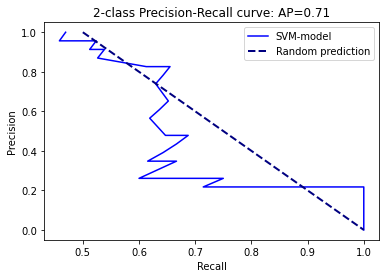 2-class Precision-Recall curve: AP=0.71
SVM-model
Random prediction
Precision
1.0
0.8
0.6
0.4
0.2
0.0
0.5 0.6 0.7 0.8 0.9 1.0
Recall